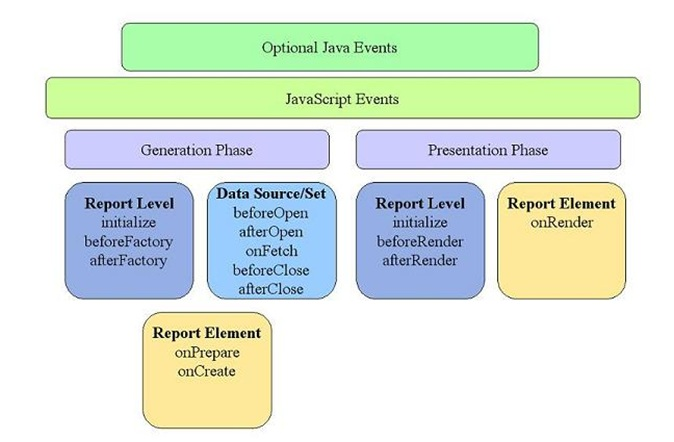 Optional Java Events
JavaScript Events
Generation Phase
Presentation Phase
Report Level
initialize
beforeFactory
afterFactory
Data Source/Set
beforeOpen
afterOpen
onFetch
beforeClose
afterClose
Report Level
initialize
beforeRender
afterRender
Report Element
onRender
Report Element
onPrepare
onCreate